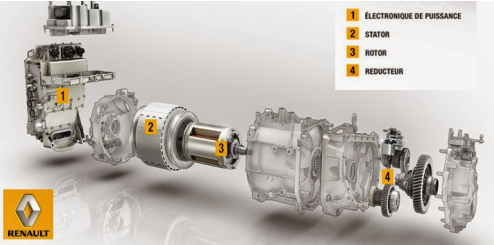 1 ÉLECTRONIQUE DE PUISSANCE
2 STATOR
3 ROTOR
4 REDUCTEUR
1
2
3
4
RENAULT